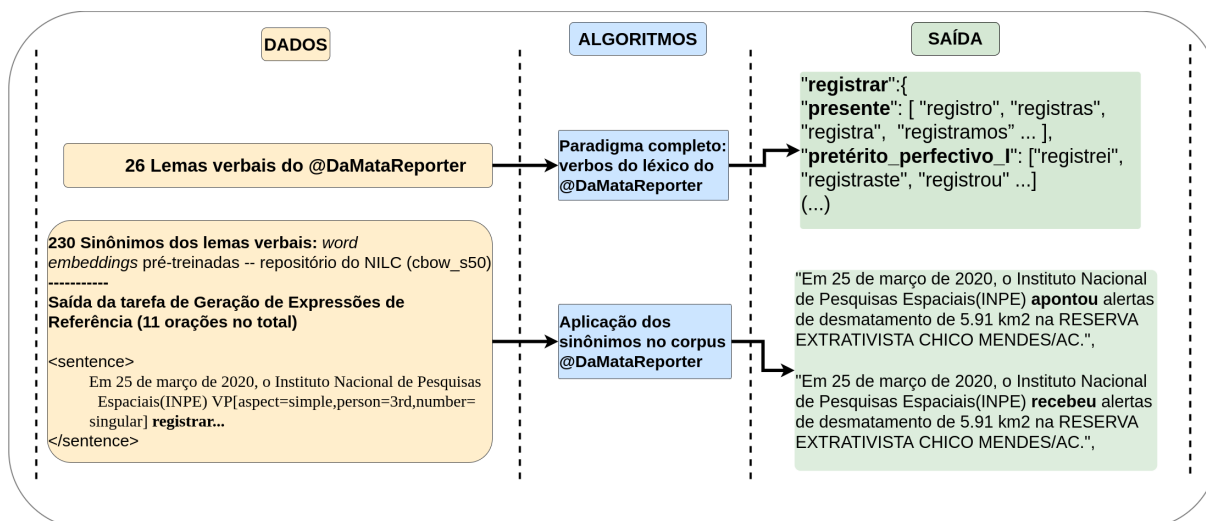 DADOS
ALGORITMOS
SAÍDA
26 Lemas verbais do @DaMataReporter
Paradigma completo:
verbos do léxico do
@DaMataReporter
"registrar":{
"presente": [ "registro", "registras",
"registra",  "registramos” ... ],
"pretérito_perfectivo_I": ["registrei",
"registraste", "registrou" ...]
(...)
230 Sinônimos dos lemas verbais: word
embeddings pré-treinadas -- repositório do NILC (cbow_s50)
-----------
Saída da tarefa de Geração de Expressões de
Referência (11 orações no total)
<sentence>
Em 25 de março de 2020, o Instituto Nacional de Pesquisas
Espaciais(INPE) VP[aspect=simple,person=3rd,number=
singular] registrar...
</sentence>
Aplicação dos
sinônimos no corpus
@DaMataReporter
"Em 25 de março de 2020, o Instituto Nacional
de Pesquisas Espaciais(INPE) apontou alertas
de desmatamento de 5.91 km2 na RESERVA
EXTRATIVISTA CHICO MENDES/AC.",
"Em 25 de março de 2020, o Instituto Nacional
de Pesquisas Espaciais(INPE) recebeu alertas
de desmatamento de 5.91 km2 na RESERVA
EXTRATIVISTA CHICO MENDES/AC.",